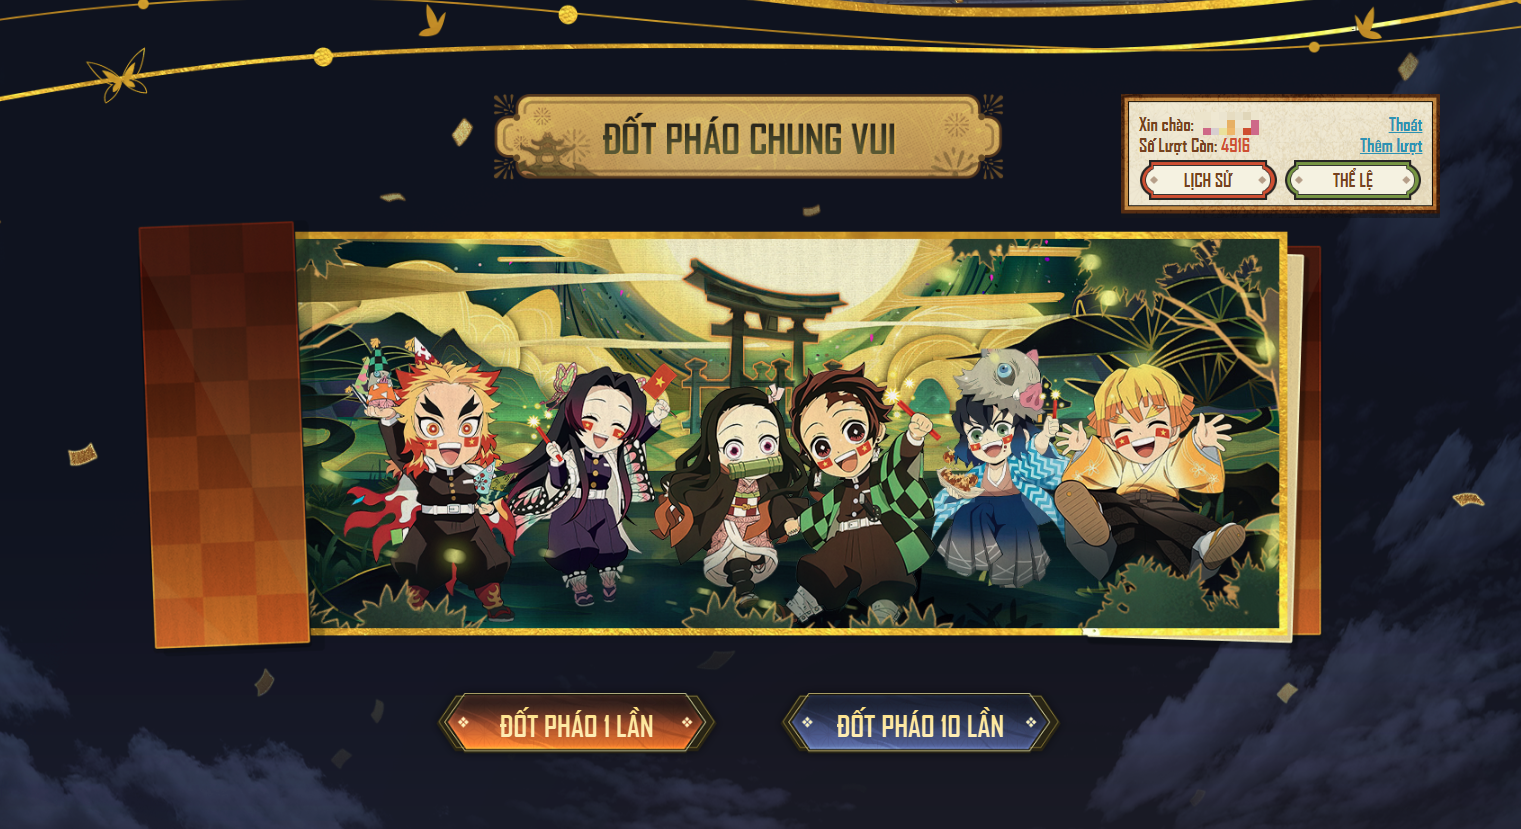 ĐỐT PHÁO CHUNG VUI
Xin chào:
Thoát
Số Lượt Còn: 4916
Thêm lượt
LỊCH SỬ
THỂ LỆ
ĐỐT PHÁO 1 LẦN
ĐỐT PHÁO 10 LẦN